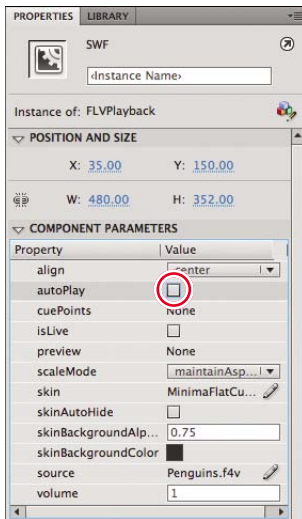 PROPERTIES LIBRARY
SWF
<Instance Name>
Instance of: FLVPlayback
POSITION AND SIZE
X: 35.00 Y: 150.00
W: 480.00 H: 352.00
COMPONENT PARAMETERS
Property Value
align center
autoPlay
cuePoints None
isLive
preview None
scaleMode maintainAsp...
skin MinimaFlatCu...
skinAutoHide
skinBackgroundAlp... 0.75
skinBackgroundColor
source Penguins.f4v
volume 1